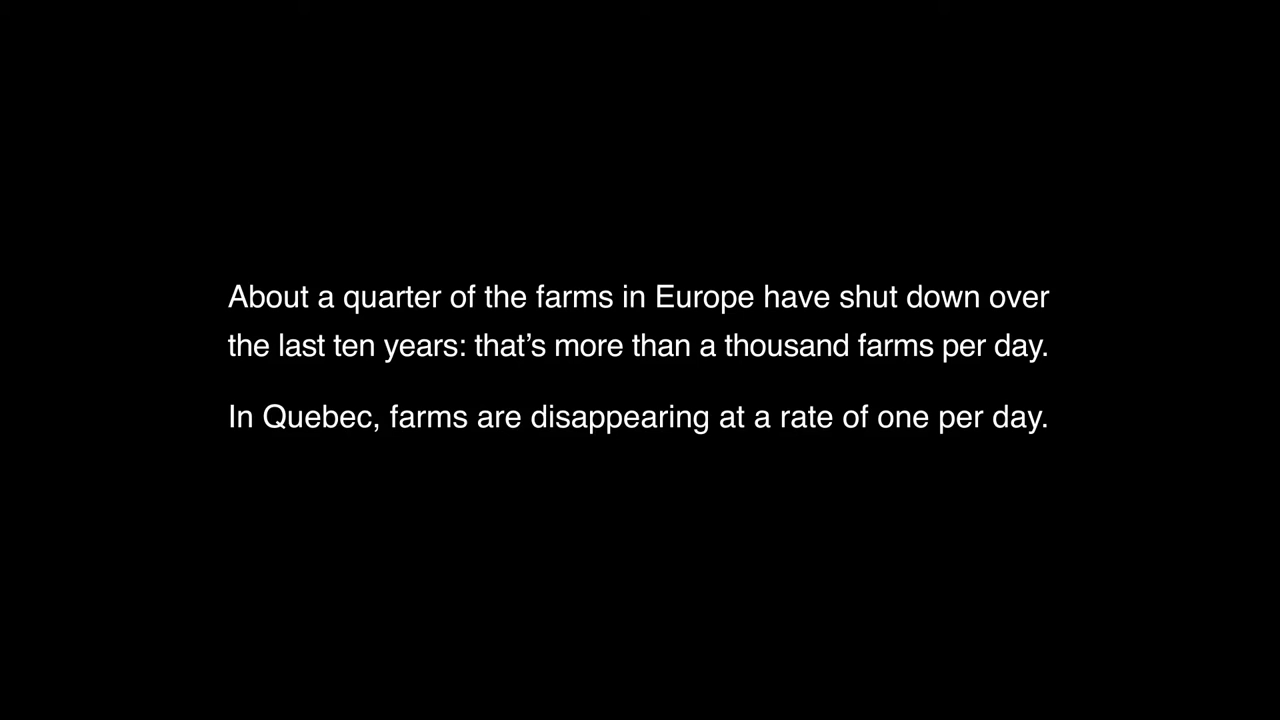 About a quarter of the farms in Europe have shut down over
the last ten years: that’s more than a thousand farms per day.
In Quebec, farms are disappearing at a rate of one per day.